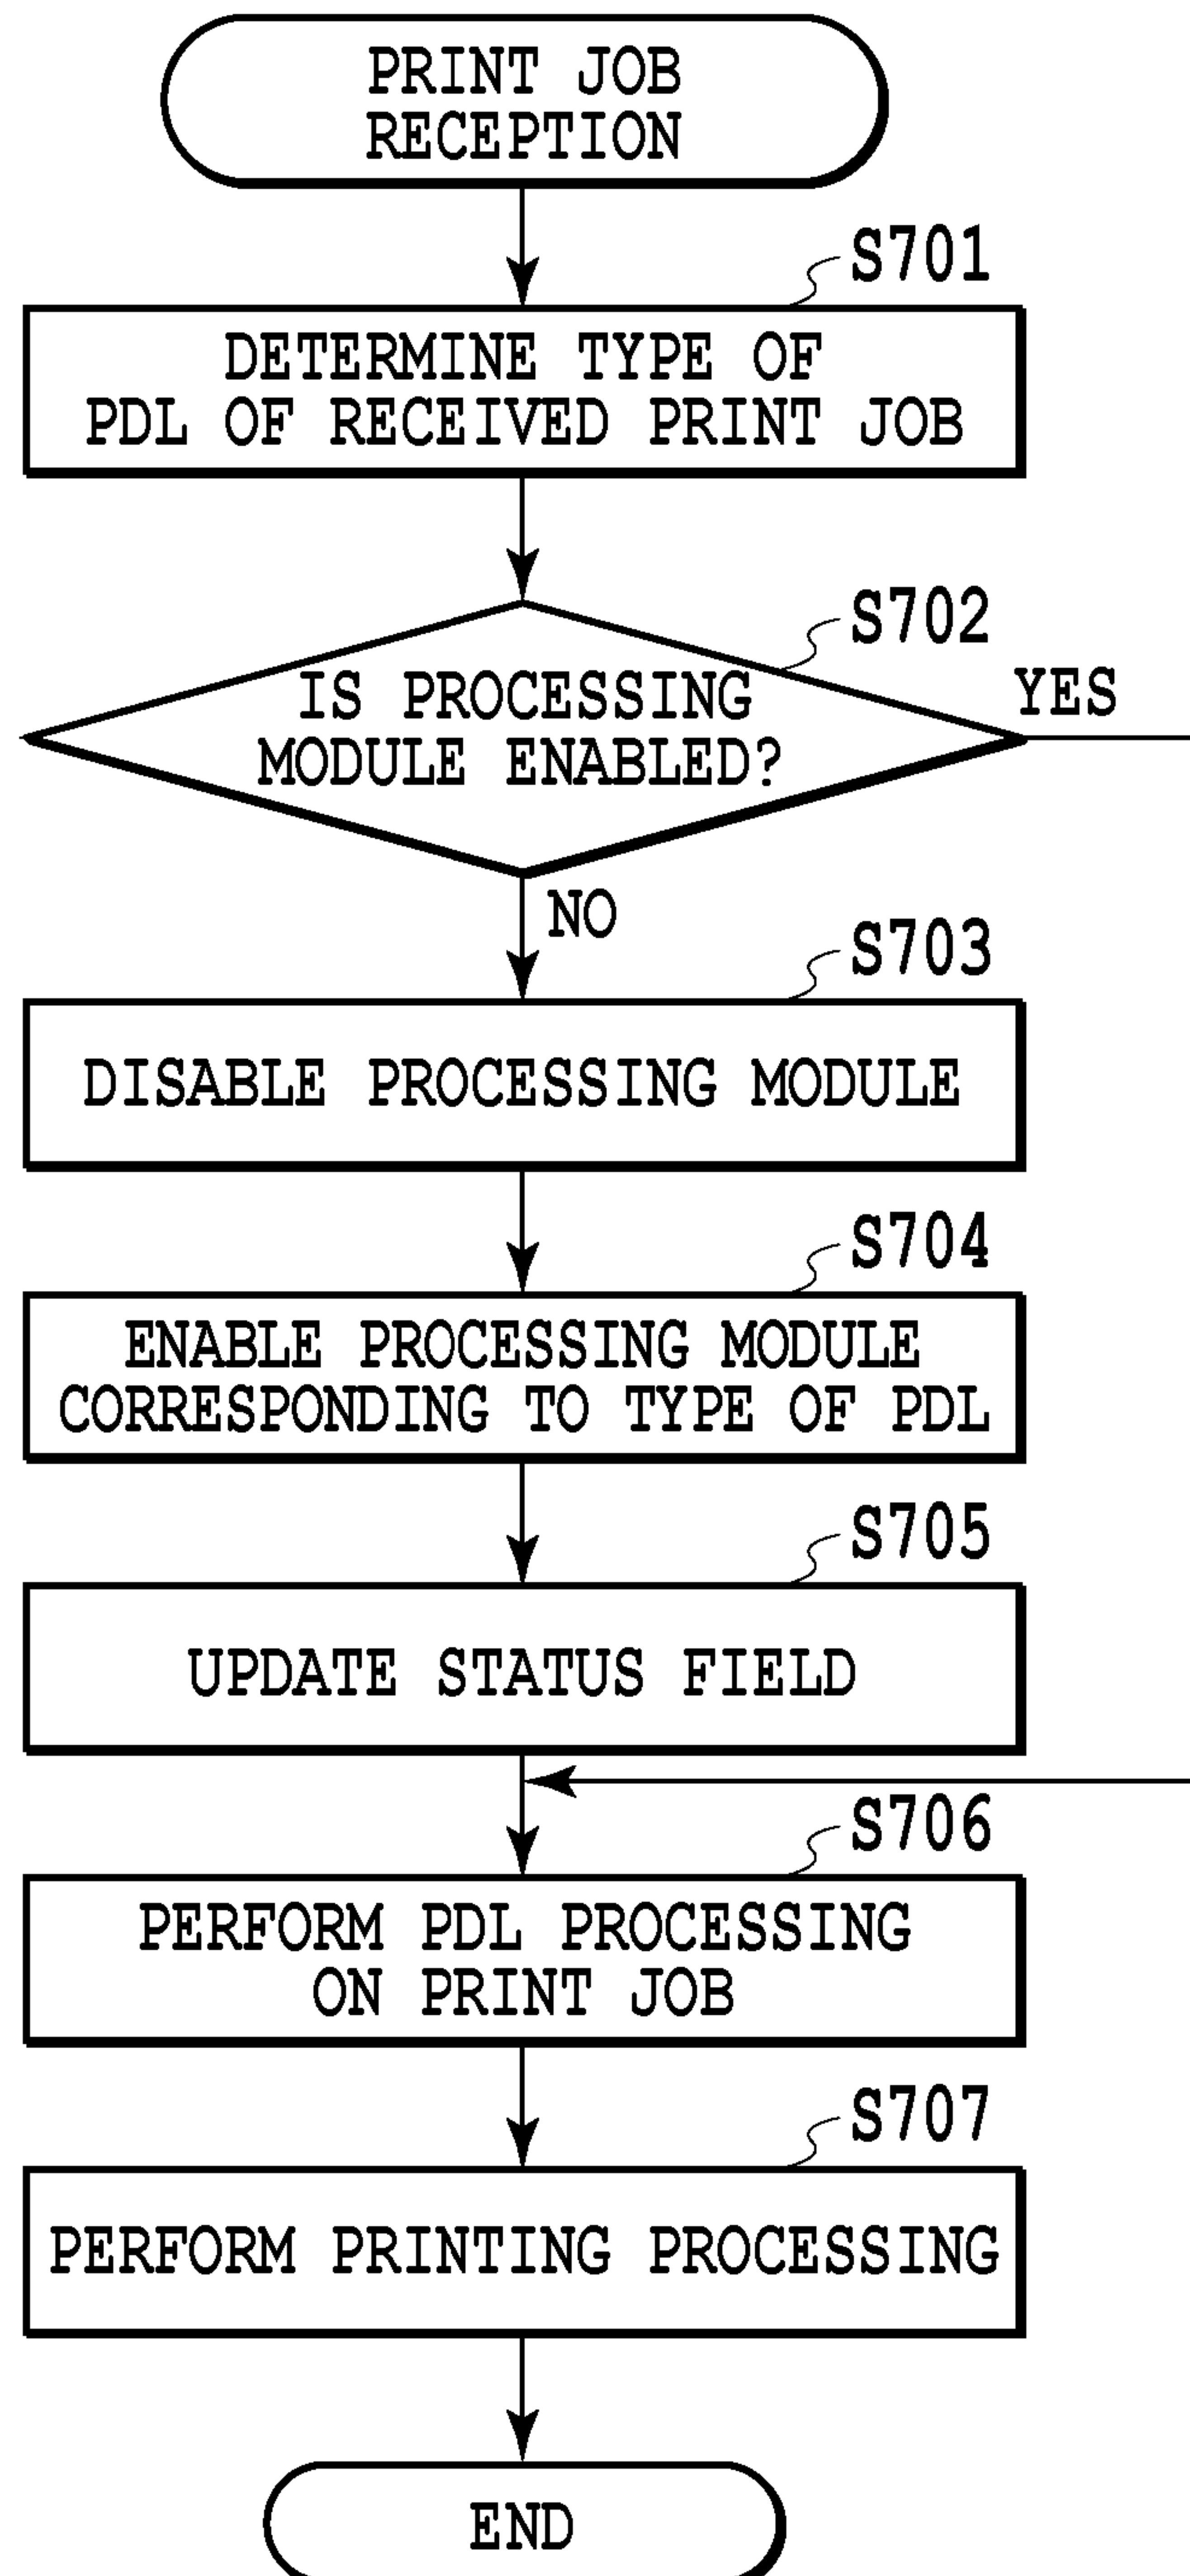 PRINT JOB
RECEPTION
S701
DETERMINE TYPE OF
PDL OF RECEIVED PRINT JOB
S702
IS PROCESSING
MODULE ENABLED?
YES
NO
S703
DISABLE PROCESSING MODULE
S704
ENABLE PROCESSING MODULE
CORRESPONDING TO TYPE OF PDL
S705
UPDATE STATUS FIELD
S706
PERFORM PDL PROCESSING
ON PRINT JOB
S707
PERFORM PRINTING PROCESSING
END